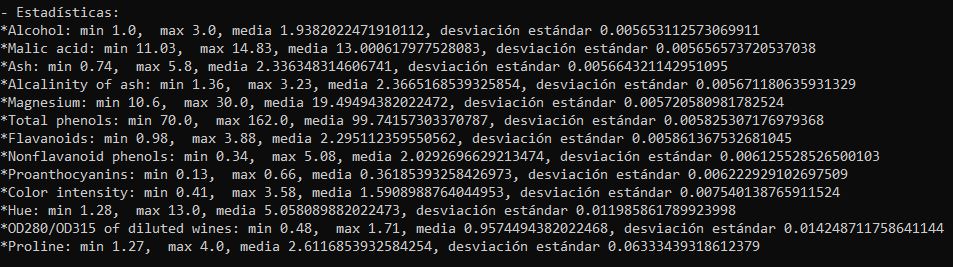 - Estadísticas:
*Alcohol: min 1.0,  max 3.0, media 1.9382022471910112, desviación estándar 0.005653112573069911
*Malic acid: min 11.03,  max 14.83, media 13.000617977528083, desviación estándar 0.005656573720537038
*Ash: min 0.74,  max 5.8, media 2.336348314606741, desviación estándar 0.005664321142951095
*Alcalinity of ash: min 1.36,  max 3.23, media 2.3665168539325854, desviación estándar 0.005671180635931329
*Magnesium: min 10.6,  max 30.0, media 19.49494382022472, desviación estándar 0.005720580981782524
*Total phenols: min 70.0,  max 162.0, media 99.74157303370787, desviación estándar 0.005825307176979368
*Flavanoids: min 0.98,  max 3.88, media 2.295112359550562, desviación estándar 0.005861367532681045
*Nonflavanoid phenols: min 0.34,  max 5.08, media 2.0292696629213474, desviación estándar 0.006125528526500103
*Proanthocyanins: min 0.13,  max 0.66, media 0.36185393258426973, desviación estándar 0.006222929102697509
*Color intensity: min 0.41,  max 3.58, media 1.5908988764044953, desviación estándar 0.007540138765911524
*Hue: min 1.28,  max 13.0, media 5.058089882022473, desviación estándar 0.011985861789923998
*OD280/OD315 of diluted wines: min 0.48,  max 1.71, media 0.9574494382022468, desviación estándar 0.014248711758641144
*Proline: min 1.27,  max 4.0, media 2.6116853932584254, desviación estándar 0.06333439318612379